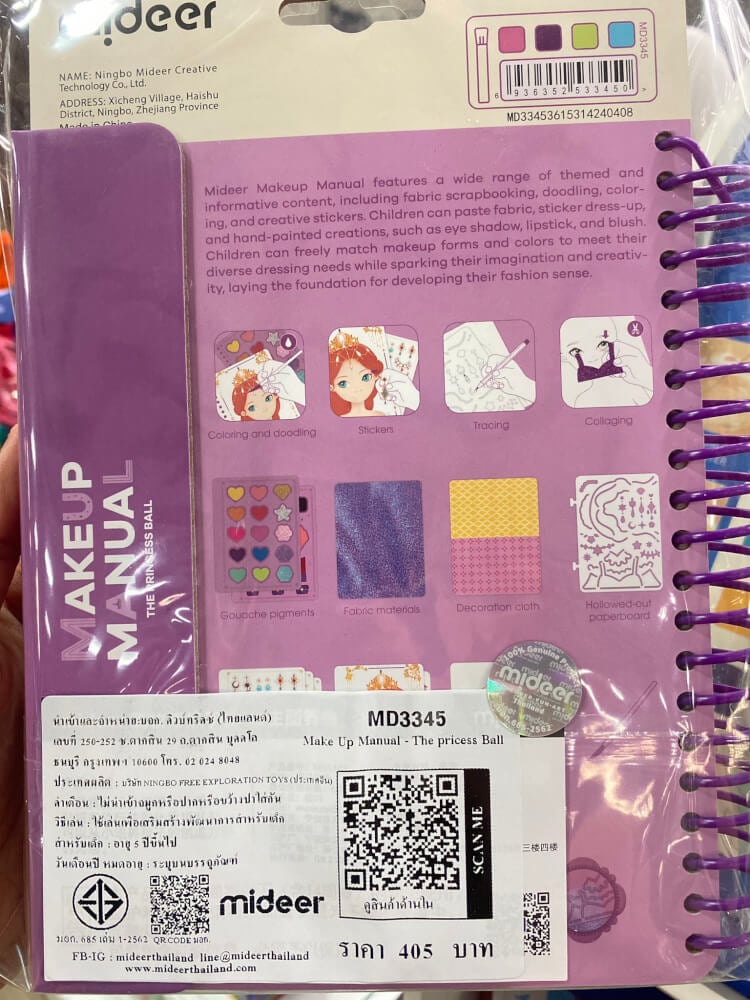 mideer
NAME: Ningbo Mideer Creative
Technology Co., Ltd.
ADDRESS: Xicheng Village, Haishu
District, Ningbo, Zhejiang Province
Made in China
MD3345
6 936352 533450
MD33453615314240408
Mideer Makeup Manual features a wide range of themed and
informative content, including fabric scrapbooking, doodling, color-
ing, and creative stickers. Children can paste fabric, sticker dress-up,
and hand-painted creations, such as eye shadow, lipstick, and blush.
Children can freely match makeup forms and colors to meet their
diverse dressing needs while sparking their imagination and creativ-
ity, laying the foundation for developing their fashion sense.
Coloring and doodling
Stickers
Tracing
Collaging
Gouache pigments
Fabric materials
Decoration cloth
Hollowed-out
paperboard
MAKEUP
MANUAL
THE PRINCESS BALL
100% Genuine
mideer
Thailand
685-2562
นำเข้าและจำหน่าย:บจก. ดิวมัทรีดซ์ (ไทยแลนด์)
เลขที่ 250-252 ซ.ตากสิน 29 ถ.ตากสิน บุคคโล
ธนบุรี กรุงเทพฯ 10600 โทร. 02 024 8048
ประเทศผลิต : บริษัท NINGBO FREE EXPLORATION TOYS (ประเทศจีน)
คำเตือน : ไม่นำเข้าจมูกหรือปากหรือขว้างปาใส่กัน
วิธีเล่น : ใช้เล่นเพื่อเสริมสร้างพัฒนาการสำหรับเด็ก
สำหรับเด็ก : อายุ 5 ปีขึ้นไป
วันเดือนปี หมดอายุ : ระบุบนบรรจุภัณฑ์
มอก. 685 เล่ม 1-2562 QR CODE มอก.
mideer
MD3345
Make Up Manual - The pricess Ball
SCAN ME
ดูสินค้าด้านใน
ราคา 405 บาท
FB-IG : mideerthailand line@mideerthailand
www.mideerthailand.com
三楼四楼